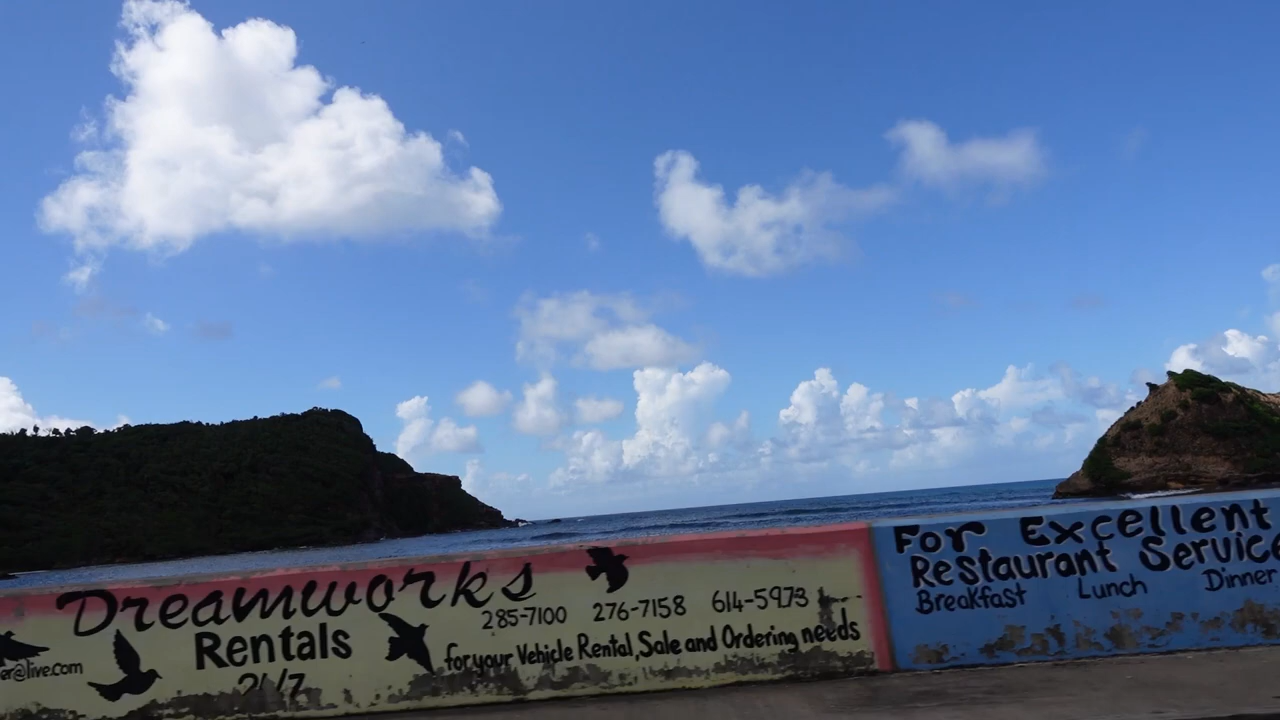 Dreamworks
Rentals
24/7
er@live.com
285-7100 276-7158 614-5973
for your Vehicle Rental, Sale and Ordering needs
For Excellent
Restaurant Service
Breakfast Lunch Dinner